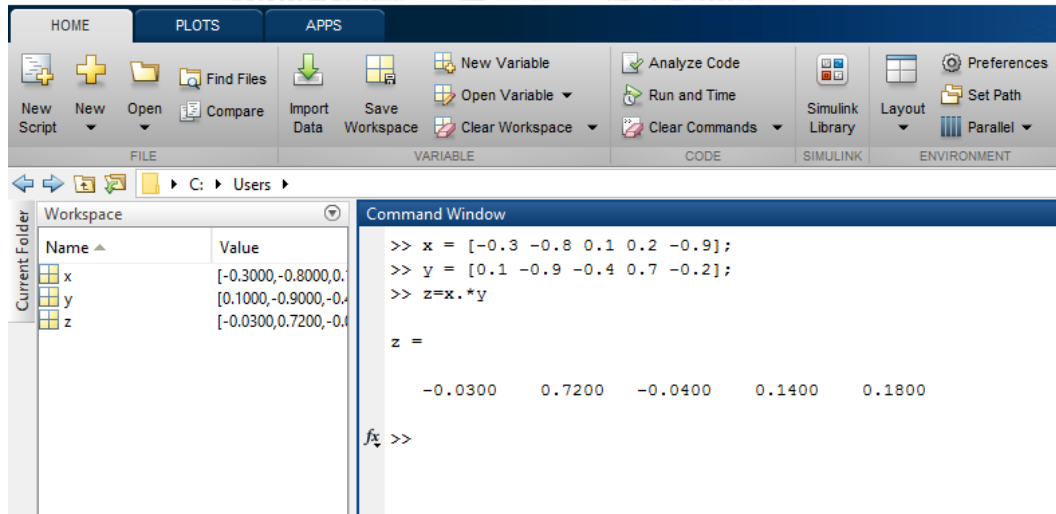 HOME PLOTS APPS
New Script
New
Open
Find Files
Compare
Import Data
Save Workspace
New Variable
Open Variable
Clear Workspace
Analyze Code
Run and Time
Clear Commands
Simulink Library
Layout
Preferences
Set Path
Parallel
FILE VARIABLE CODE SIMULINK ENVIRONMENT
C: Users
Current Folder
Workspace
Name Value
x [-0.3000,-0.8000,0.
y [0.1000,-0.9000,-0.4
z [-0.0300,0.7200,-0.0
Command Window
>> x = [-0.3 -0.8 0.1 0.2 -0.9];
>> y = [0.1 -0.9 -0.4 0.7 -0.2];
>> z=x.*y
z =
-0.0300 0.7200 -0.0400 0.1400 0.1800
fx >>